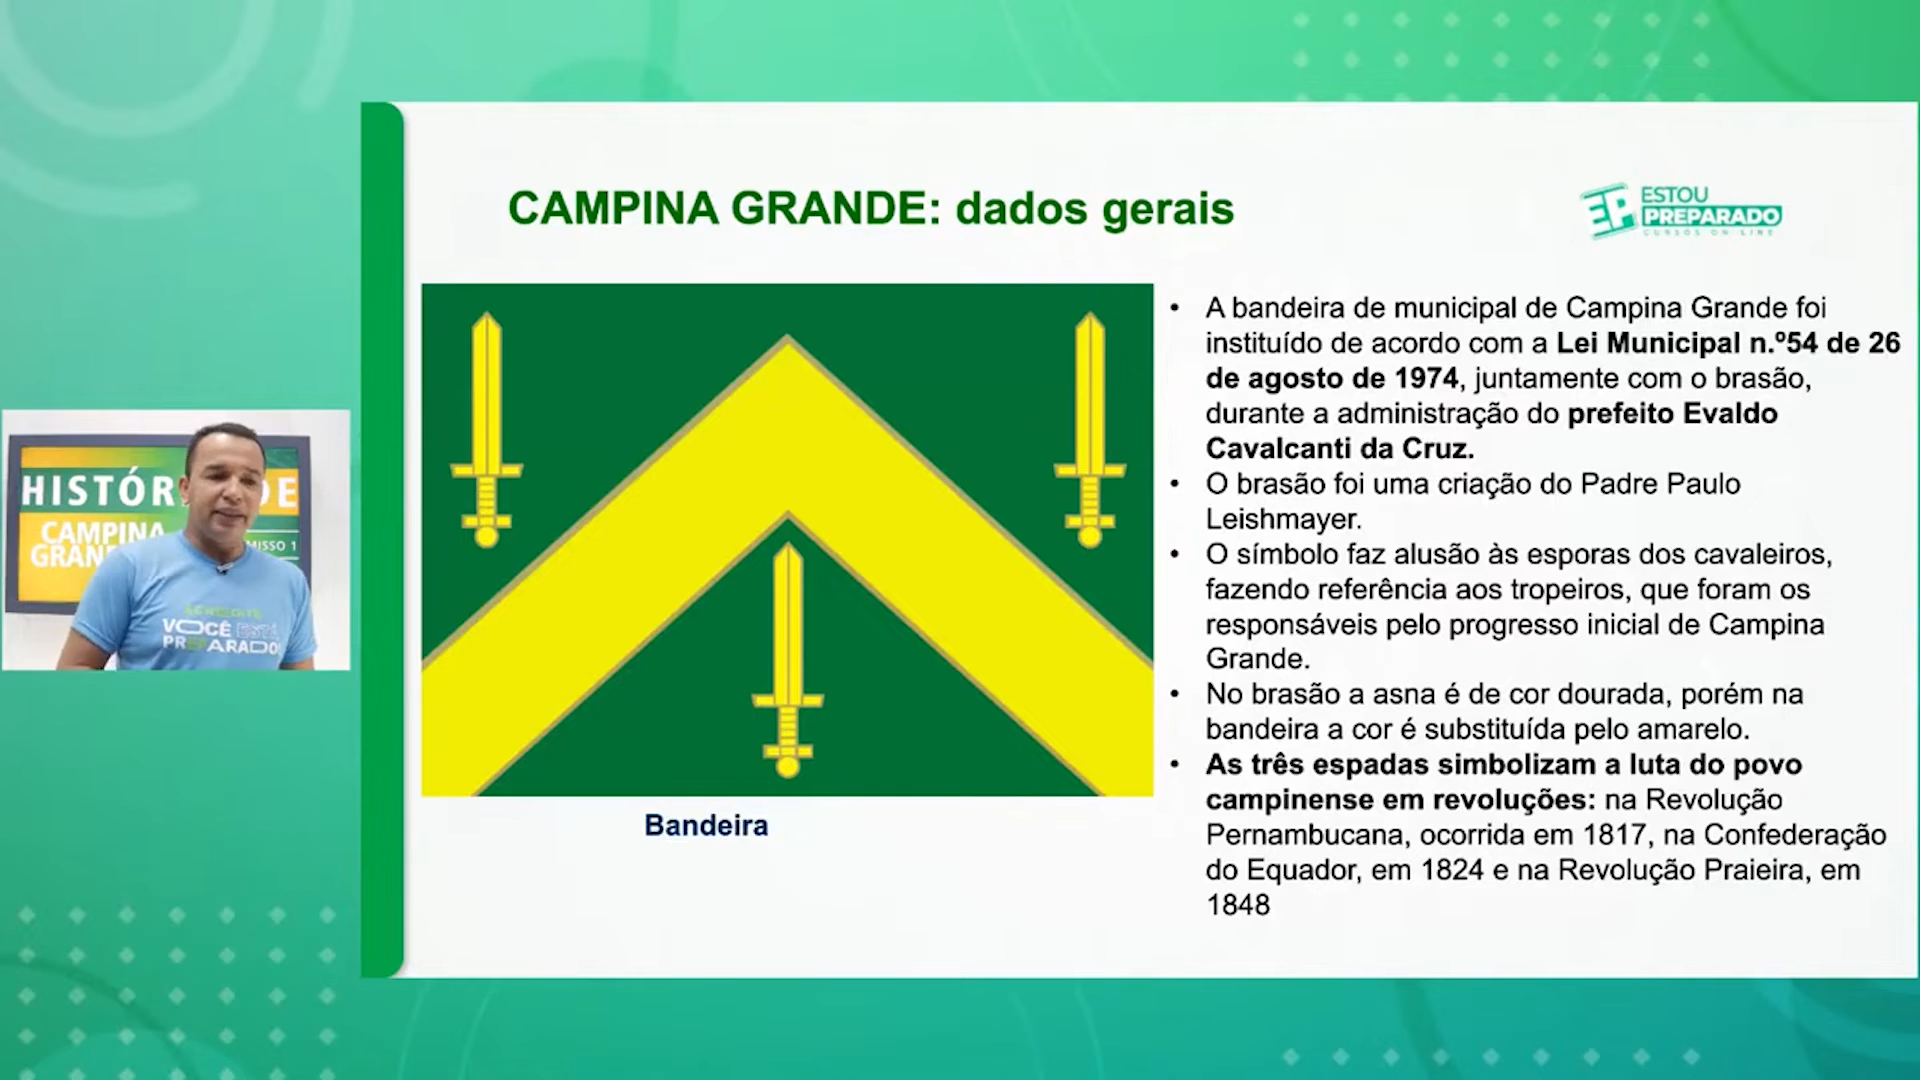 CAMPINA GRANDE: dados gerais
ESTOU
PREPARADO
CURSOS ON-LINE
• A bandeira de municipal de Campina Grande foi
instituído de acordo com a Lei Municipal n.º54 de 26
de agosto de 1974, juntamente com o brasão,
durante a administração do prefeito Evaldo
Cavalcanti da Cruz.
• O brasão foi uma criação do Padre Paulo
Leishmayer.
• O símbolo faz alusão às esporas dos cavaleiros,
fazendo referência aos tropeiros, que foram os
responsáveis pelo progresso inicial de Campina
Grande.
• No brasão a asna é de cor dourada, porém na
bandeira a cor é substituída pelo amarelo.
• As três espadas simbolizam a luta do povo
campinense em revoluções: na Revolução
Pernambucana, ocorrida em 1817, na Confederação
do Equador, em 1824 e na Revolução Praieira, em
1848
Bandeira
HISTÓR DE
CAMPINA
GRAN
MISSO 1
ACREDITE,
VOCÊ ESTÁ
PREPARADO!